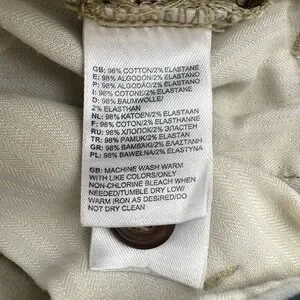 GB: 98% COTTON/2% ELASTANE
E: 98% ALGODÓN/2% ELASTANO
P: 98% ALGODÃO/2% ELASTANO
I: 98% COTONE/2% ELASTANE
D: 98% BAUMWOLLE/
2% ELASTHAN
NL: 98% KATOEN/2% ELASTAAN
F: 98% COTON/2% ELASTHANNE
RU: 98% ХЛОПОК/2% ЭЛАСТАН
TR: 98% PAMUK/2% ELASTAN
GR: 98% ΒΑΜΒΑΚΙ/2% ΕΛΑΣΤΑΝΗ
PL: 98% BAWEŁNA/2% ELASTYNA
GB: MACHINE WASH WARM
WITH LIKE COLORS/ONLY
NON-CHLORINE BLEACH WHEN
NEEDED/TUMBLE DRY LOW/
WARM IRON AS DESIRED/DO
NOT DRY CLEAN